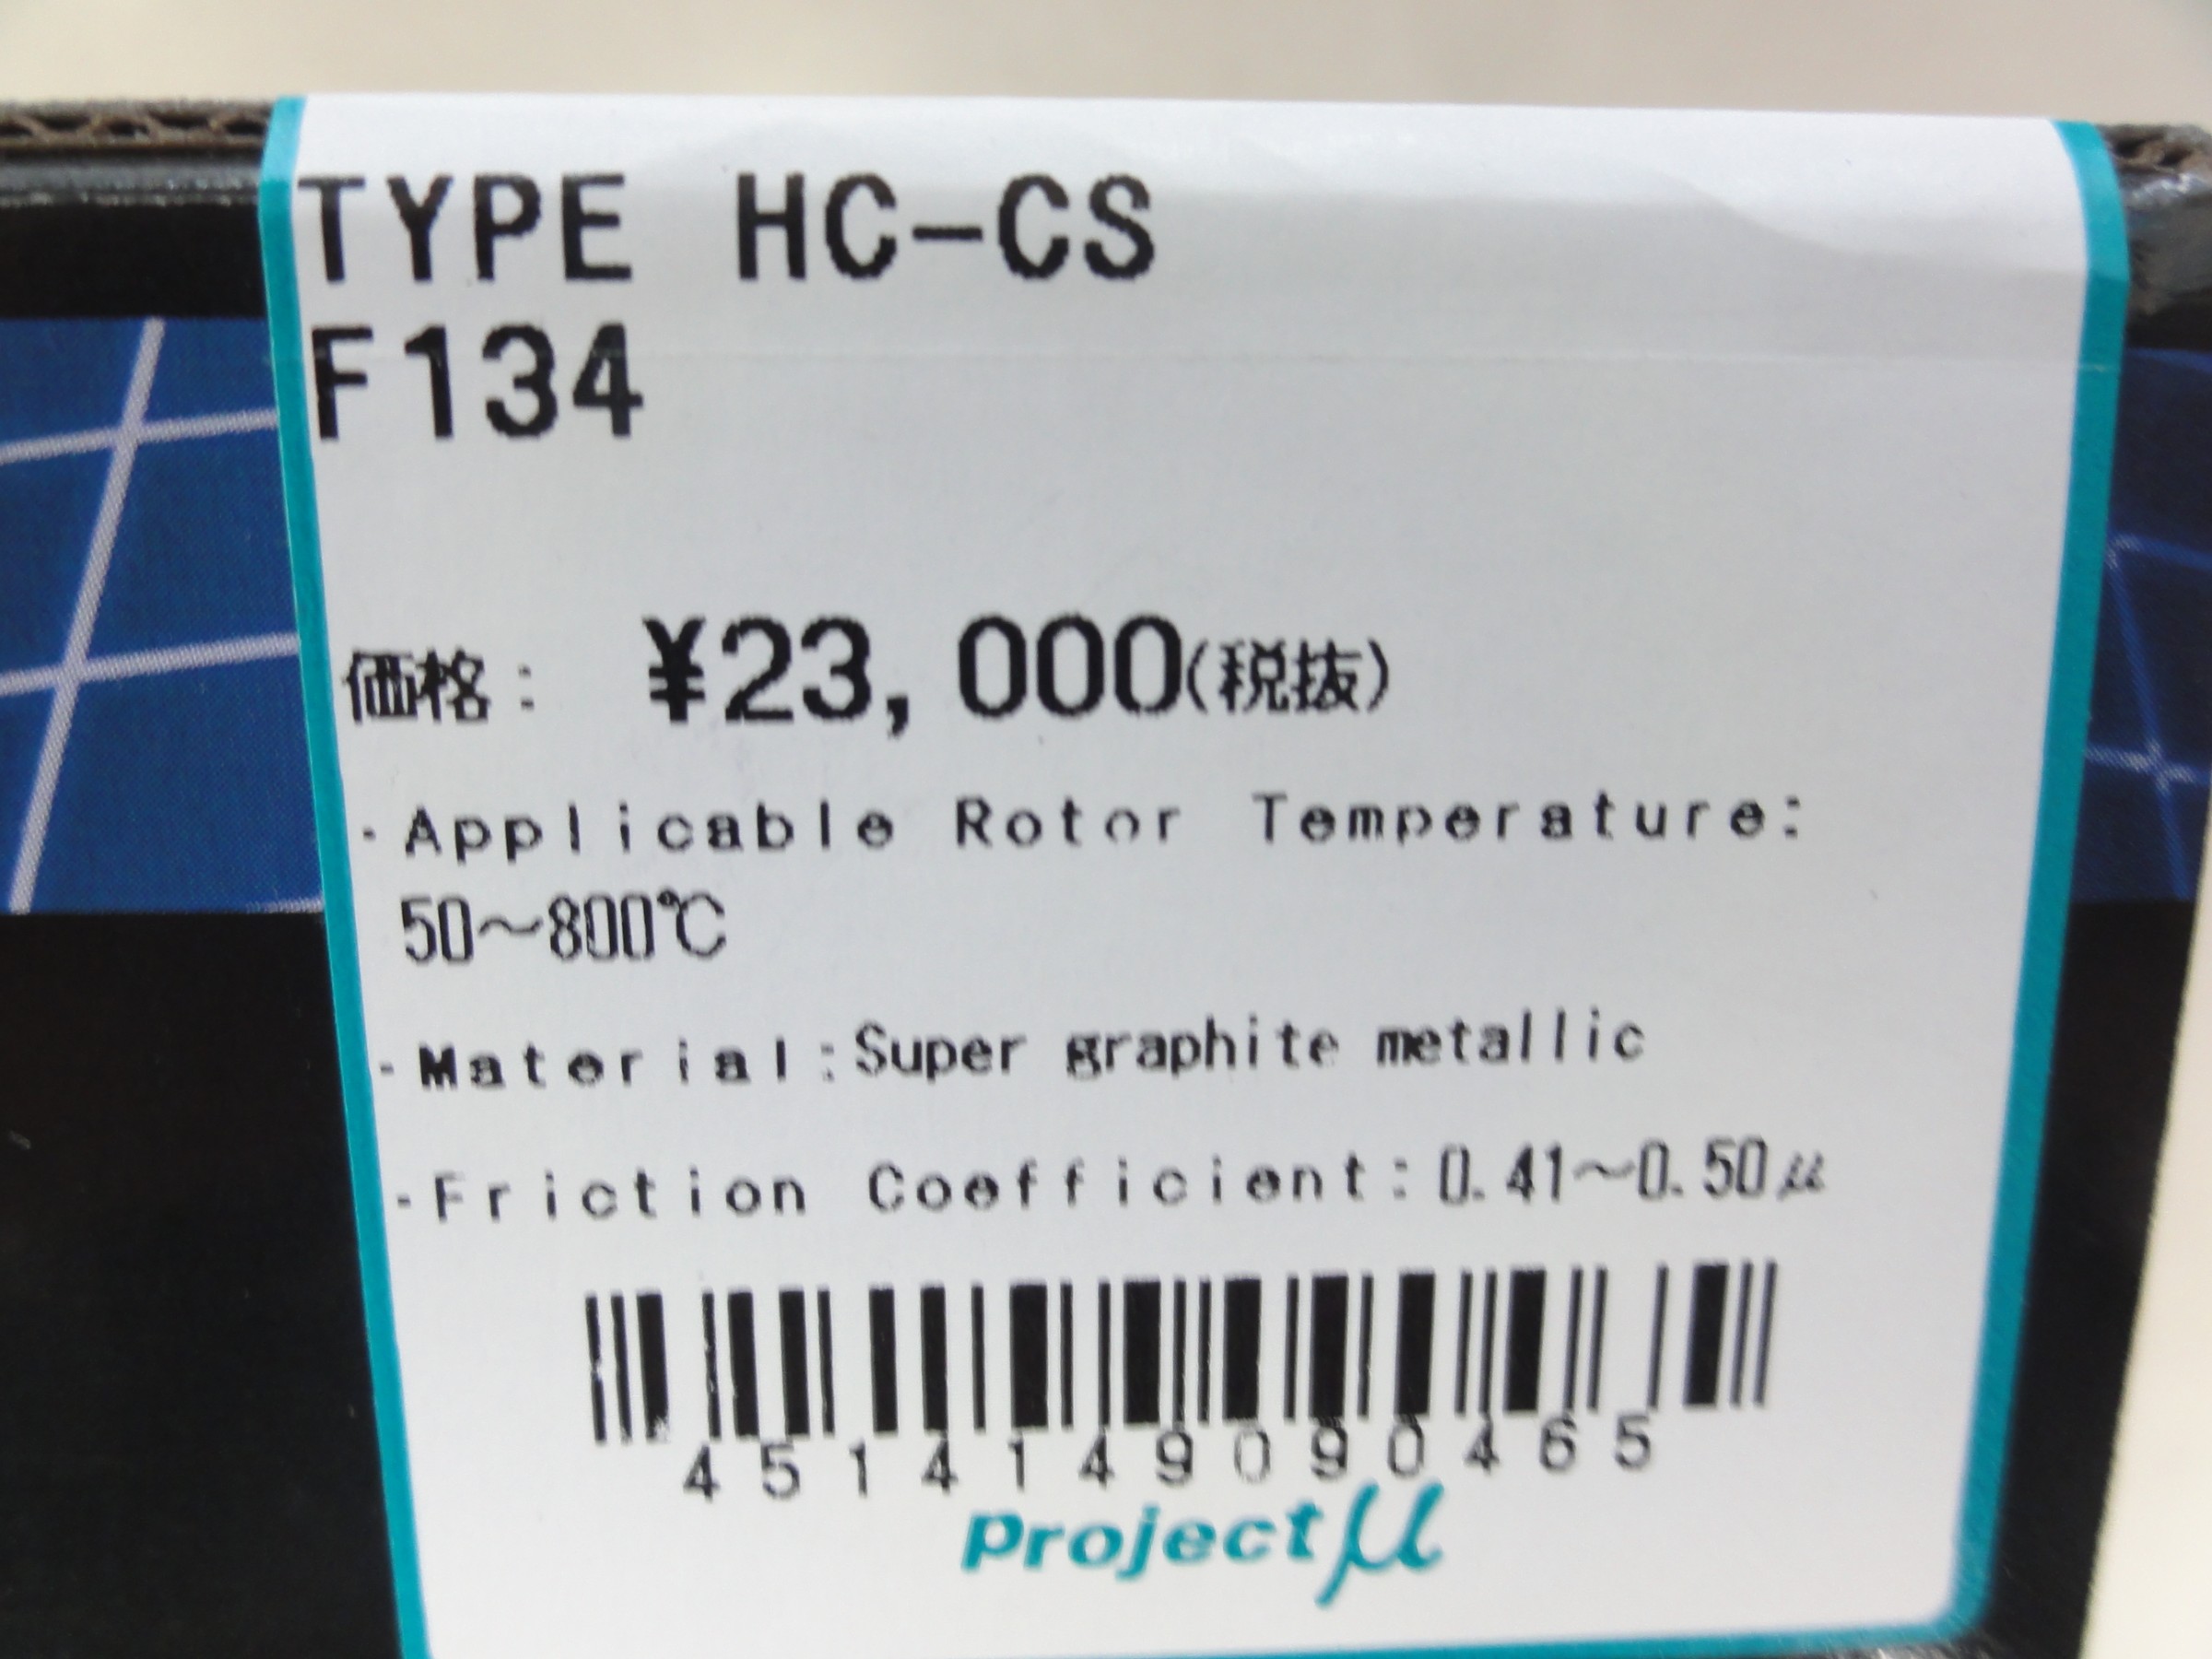 TYPE HC-CS
F134
価格: ¥23,000(税抜)
・Applicable Rotor Temperature:
50〜800℃
・Material:Super graphite metallic
・Friction Coefficient:0.41〜0.50μ
4514149090465
projectμ